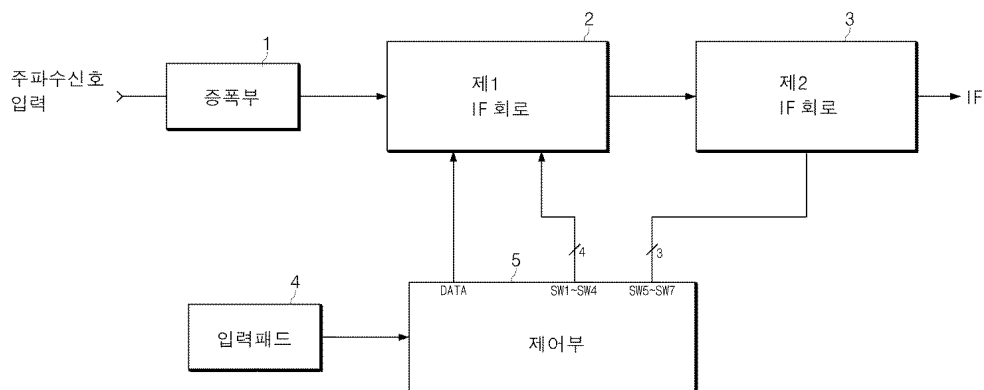 주파수신호
입력
1
증폭부
2
제1
IF 회로
3
제2
IF 회로
IF
4
입력패드
5
DATA
4
SW1~SW4
3
SW5~SW7
제어부